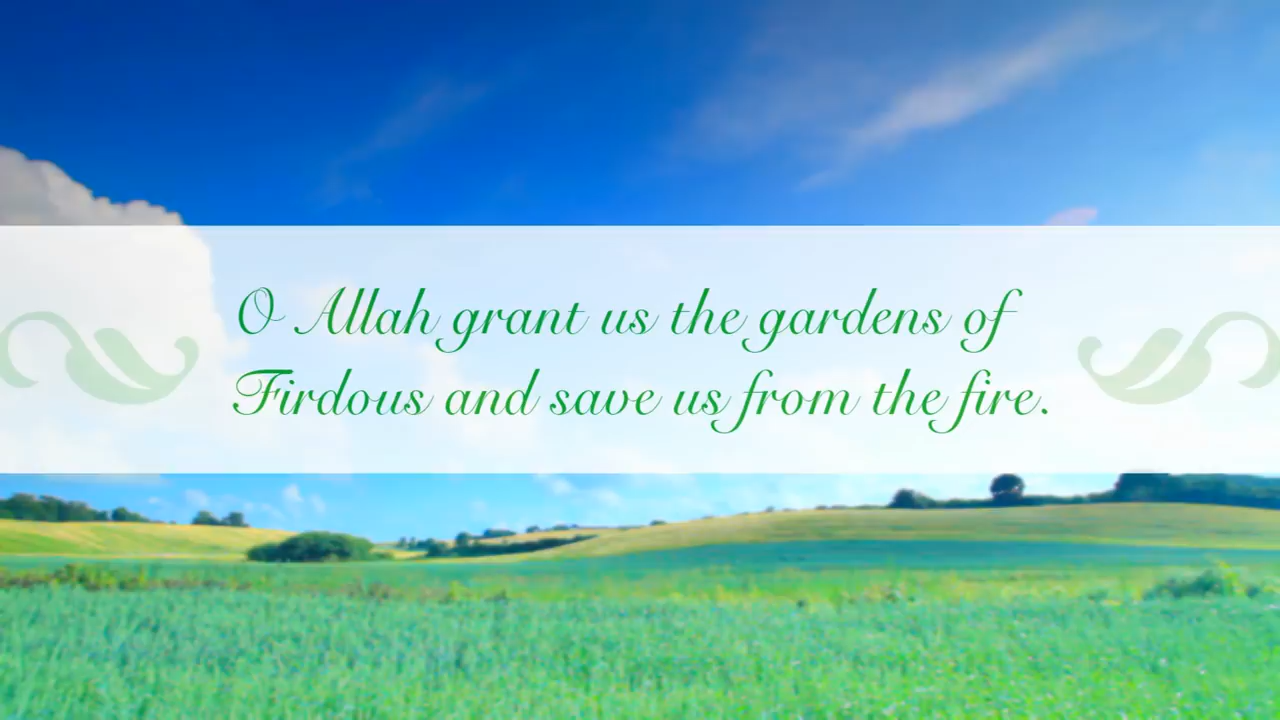 O Allah grant us the gardens of
Firdous and save us from the fire.